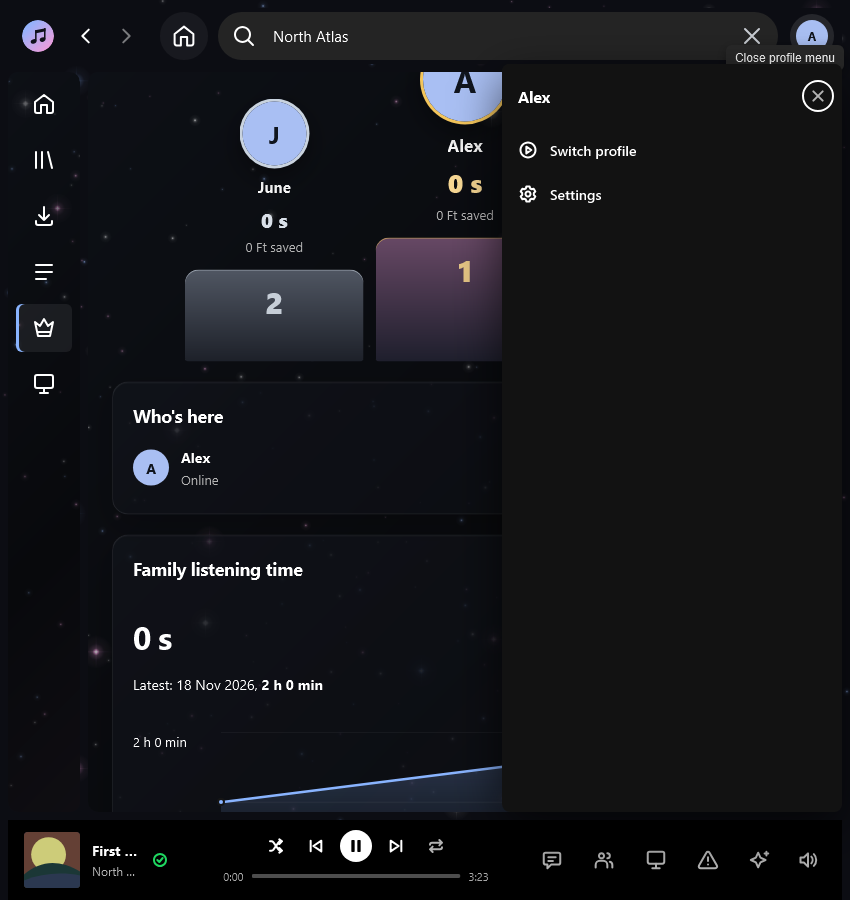 North Atlas
A
Close profile menu
Alex
Switch profile
Settings
J
June
0 s
0 Ft saved
2
A
Alex
0 s
0 Ft saved
1
Who's here
A
Alex
Online
Family listening time
0 s
Latest: 18 Nov 2026, 2 h 0 min
2 h 0 min
First ...
North ...
0:00
3:23